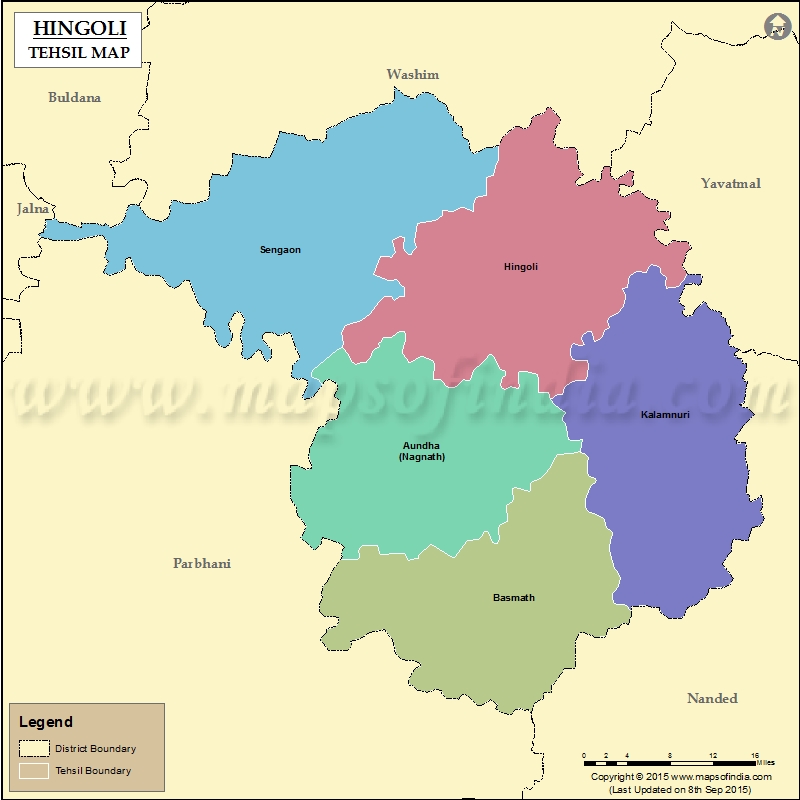 HINGOLI
TEHSIL MAP
Washim
Buldana
Yavatmal
Jalna
Sengaon
Hingoli
www.mapsofindia.com
Kalamnuri
Aundha
(Nagnath)
Parbhani
Basmath
Nanded
Legend
District Boundary
Tehsil Boundary
0 2 4 8 12 16
Miles
Copyright © 2015 www.mapsofindia.com
(Last Updated on 8th Sep 2015)